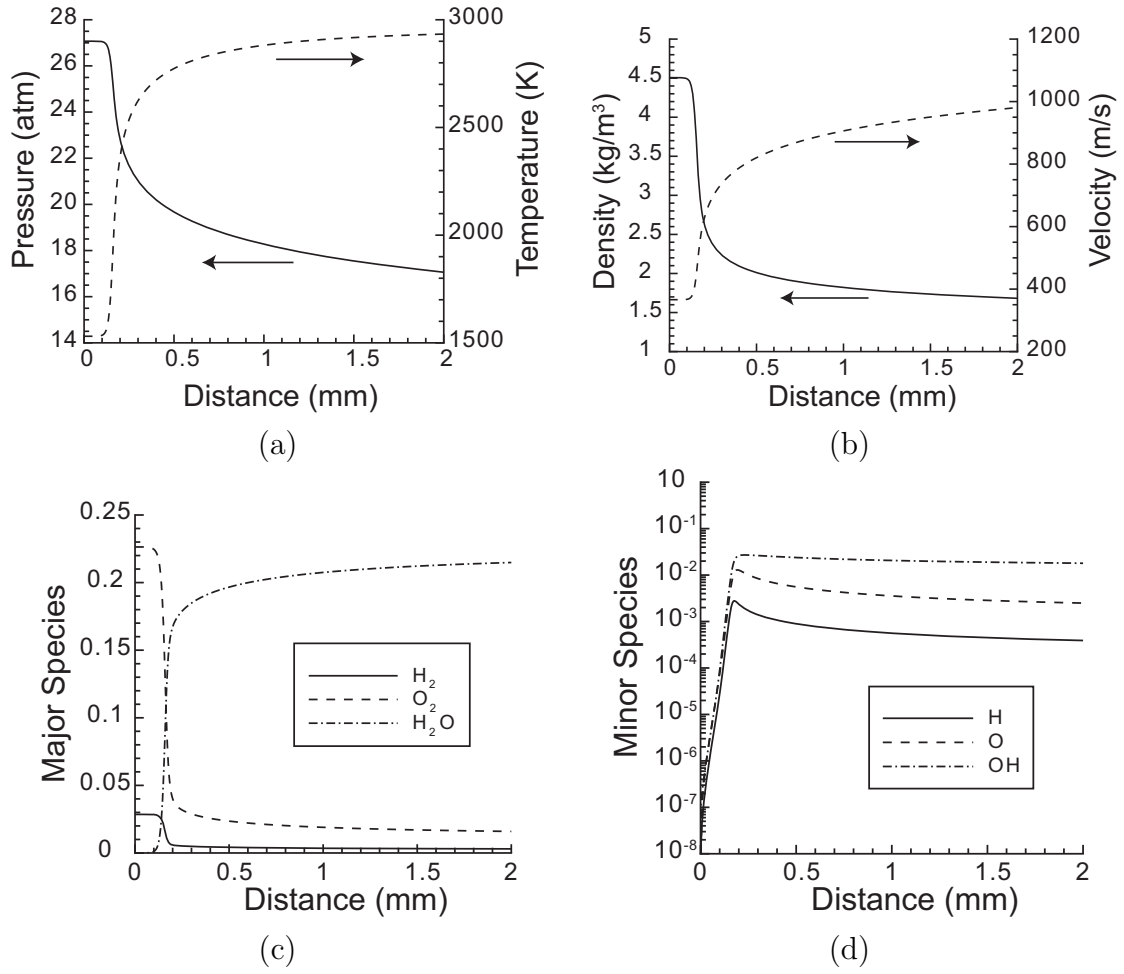 28
26
24
22
20
18
16
14
Pressure (atm)
3000
2500
2000
1500
Temperature (K)
0 0.5 1 1.5 2
Distance (mm)
(a)
5
4.5
4
3.5
3
2.5
2
1.5
1
Density (kg/m³)
1200
1000
800
600
400
200
Velocity (m/s)
0 0.5 1 1.5 2
Distance (mm)
(b)
0.25
0.2
0.15
0.1
0.05
0
Major Species
H₂
O₂
H₂O
0 0.5 1 1.5 2
Distance (mm)
(c)
10
10⁻¹
10⁻²
10⁻³
10⁻⁴
10⁻⁵
10⁻⁶
10⁻⁷
10⁻⁸
Minor Species
H
O
OH
0 0.5 1 1.5 2
Distance (mm)
(d)